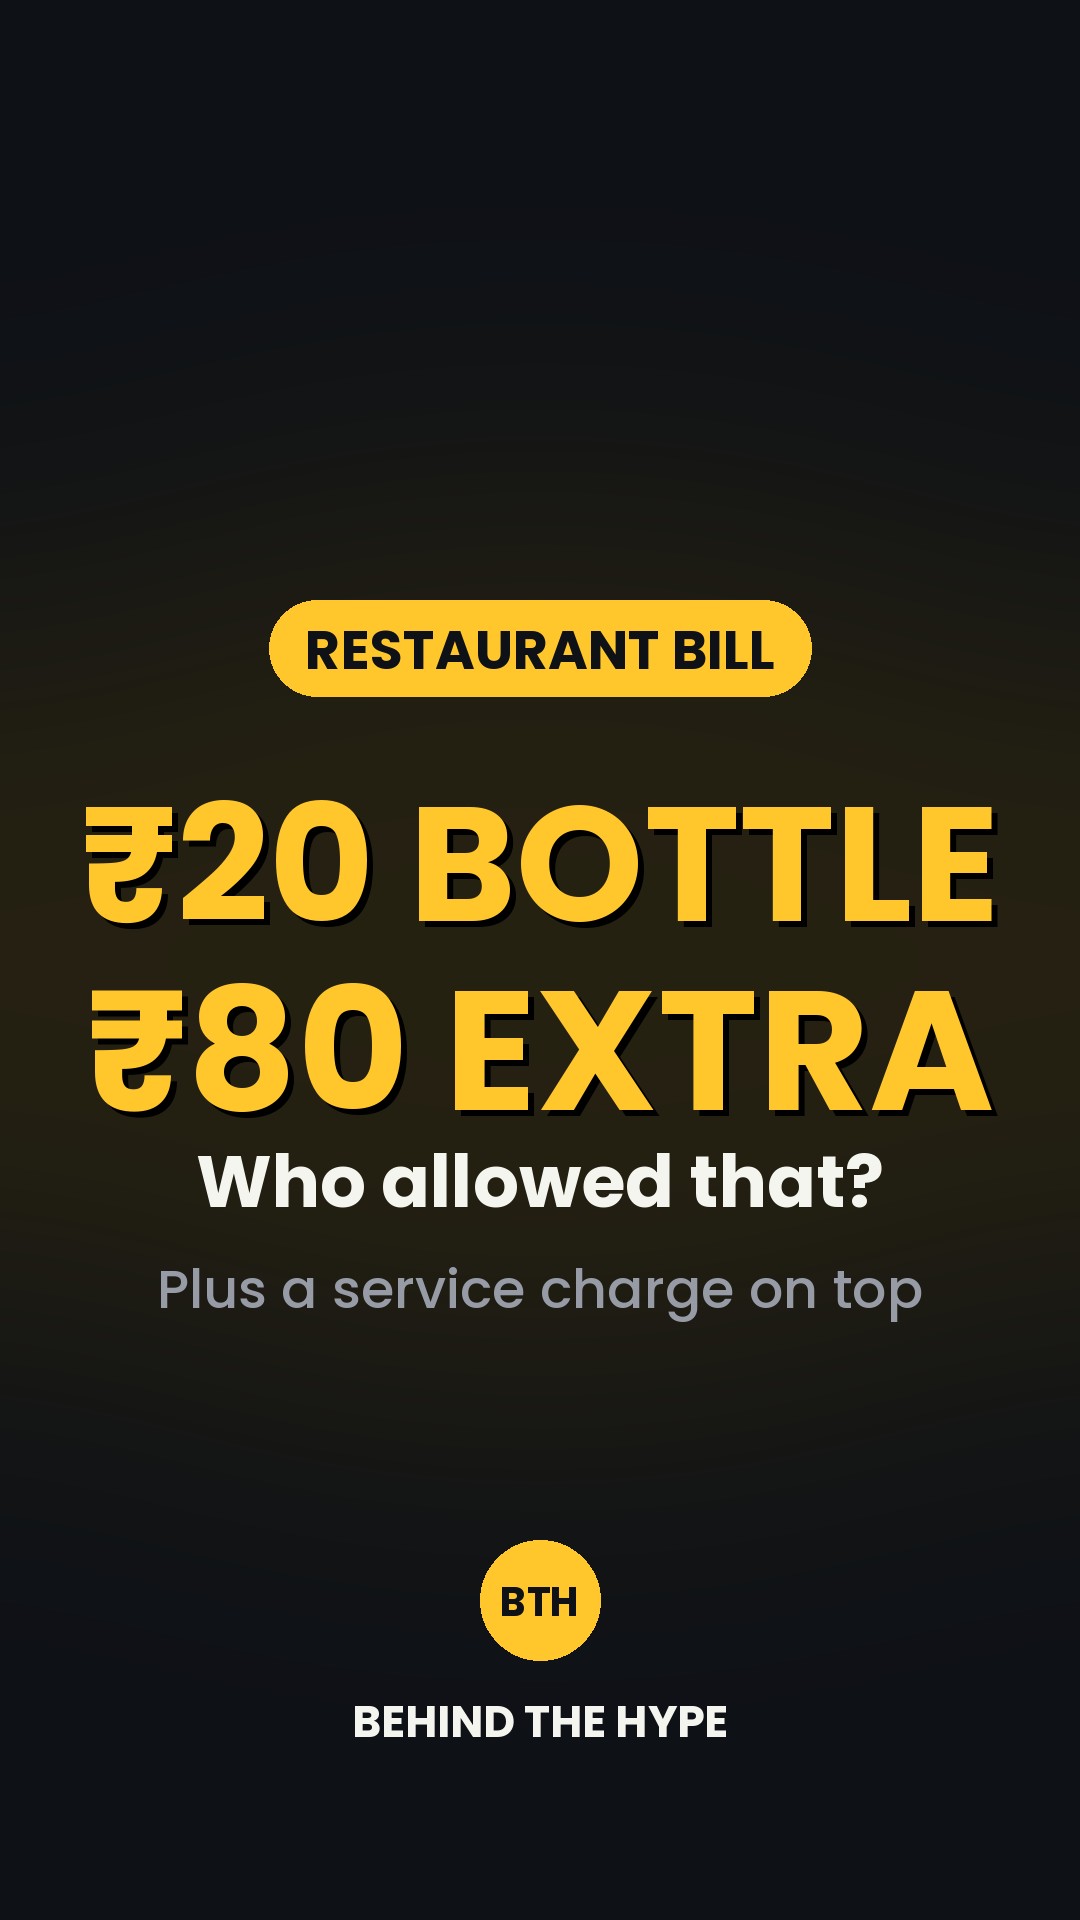 RESTAURANT BILL
₹20 BOTTLE
₹80 EXTRA
Who allowed that?
Plus a service charge on top
BTH
BEHIND THE HYPE